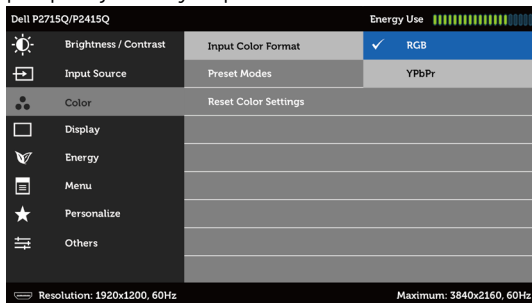 Dell P2715Q/P2415Q
Energy Use
Brightness / Contrast
Input Color Format
✓ RGB
Input Source
Preset Modes
YPbPr
Color
Reset Color Settings
Display
Energy
Menu
Personalize
Others
Resolution: 1920x1200, 60Hz
Maximum: 3840x2160, 60Hz